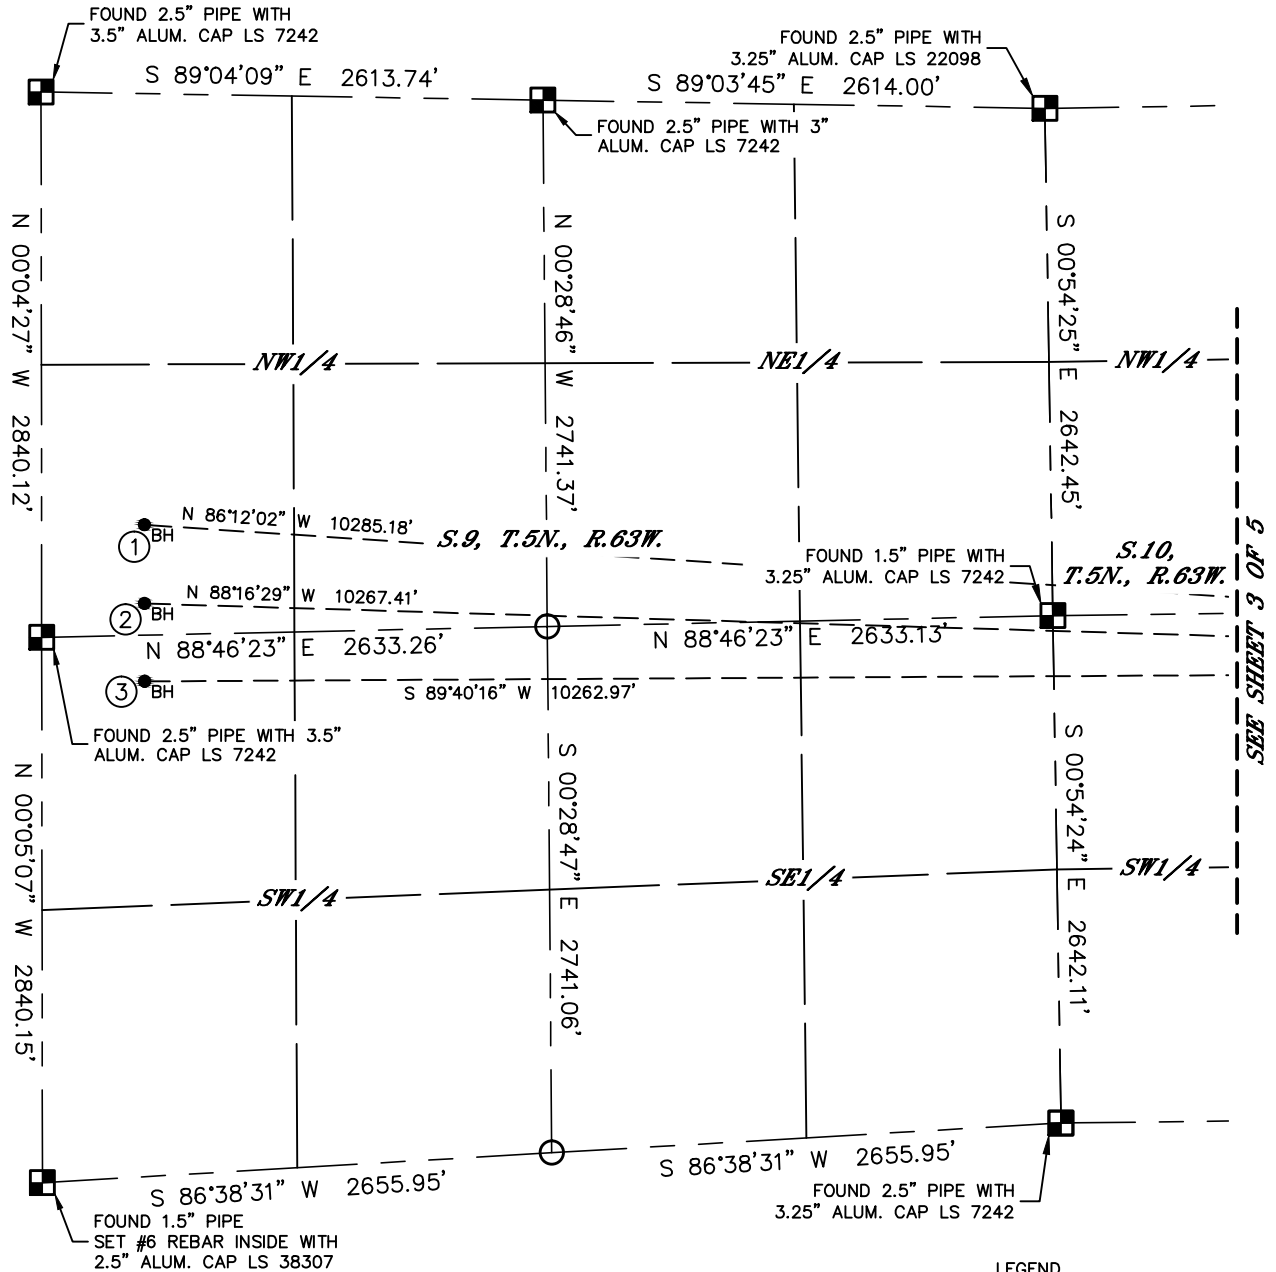 FOUND 2.5" PIPE WITH
3.5" ALUM. CAP LS 7242
S 89°04'09" E 2613.74'
FOUND 2.5" PIPE WITH
3.25" ALUM. CAP LS 22098
S 89°03'45" E 2614.00'
FOUND 2.5" PIPE WITH 3"
ALUM. CAP LS 7242
N 00°04'27" W 2840.12'
N 00°28'46" W 2741.37'
S 00°54'25" E 2642.45'
NW1/4
NE1/4
NW1/4
N 86°12'02" W 10285.18'
BH
1
S.9, T.5N., R.63W.
FOUND 1.5" PIPE WITH
3.25" ALUM. CAP LS 7242
S.10,
T.5N., R.63W.
SEE SHEET 3 OF 5
N 88°16'29" W 10267.41'
BH
2
N 88°46'23" E 2633.26'
N 88°46'23" E 2633.13'
3
BH
S 89°40'16" W 10262.97'
FOUND 2.5" PIPE WITH 3.5"
ALUM. CAP LS 7242
N 00°05'07" W 2840.15'
S 00°28'47" E 2741.06'
S 00°54'24" E 2642.11'
SW1/4
SE1/4
SW1/4
S 86°38'31" W 2655.95'
S 86°38'31" W 2655.95'
FOUND 1.5" PIPE
SET #6 REBAR INSIDE WITH
2.5" ALUM. CAP LS 38307
FOUND 2.5" PIPE WITH
3.25" ALUM. CAP LS 7242
LEGEND